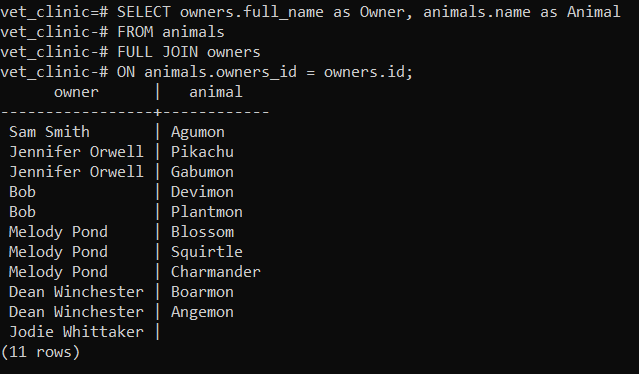 vet_clinic=# SELECT owners.full_name as Owner, animals.name as Animal
vet_clinic-# FROM animals
vet_clinic-# FULL JOIN owners
vet_clinic-# ON animals.owners_id = owners.id;
      owner      |   animal
-----------------+------------
 Sam Smith       | Agumon
 Jennifer Orwell | Pikachu
 Jennifer Orwell | Gabumon
 Bob             | Devimon
 Bob             | Plantmon
 Melody Pond     | Blossom
 Melody Pond     | Squirtle
 Melody Pond     | Charmander
 Dean Winchester | Boarmon
 Dean Winchester | Angemon
 Jodie Whittaker |
(11 rows)